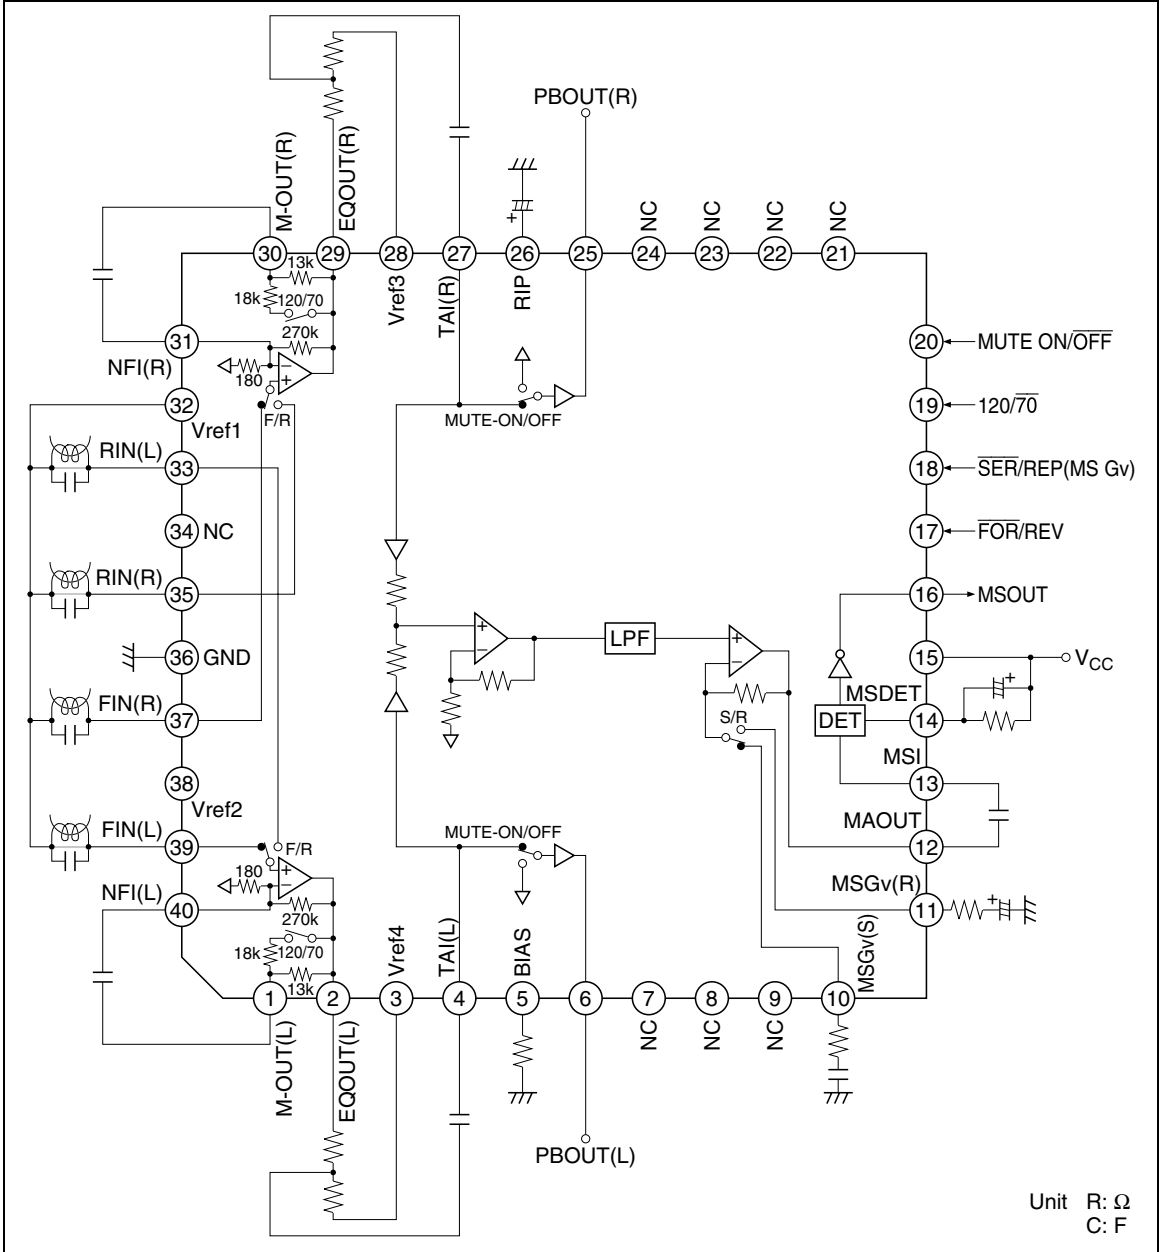 PBOUT(R)
M-OUT(R)
EQOUT(R)
NC
NC
NC
NC
30
29
28
27
26
25
24
23
22
21
13k
Vref3
TAI(R)
RIP
18k
120/70
270k
31
NFI(R)
180
20
MUTE ON/O̅F̅F̅
32
Vref1
F/R
MUTE-ON/OFF
19
120/7̅0̅
RIN(L)
33
18
S̅E̅R̅/REP(MS Gv)
34
NC
17
F̅O̅R̅/REV
RIN(R)
35
16
MSOUT
36
GND
LPF
15
VCC
FIN(R)
37
S/R
MSDET
DET
14
MSI
38
Vref2
13
FIN(L)
39
F/R
MUTE-ON/OFF
MAOUT
12
180
NFI(L)
40
270k
MSGv(R)
11
18k
120/70
13k
Vref4
TAI(L)
BIAS
MSGv(S)
1
2
3
4
5
6
7
8
9
10
M-OUT(L)
EQOUT(L)
NC
NC
NC
PBOUT(L)
Unit R: Ω
C: F